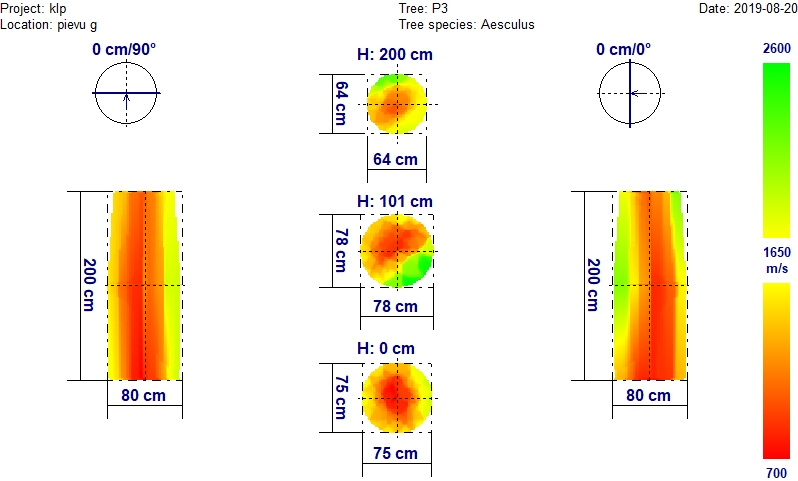 Project: klp
Tree: P3
Date: 2019-08-20
Location: pievu g
Tree species: Aesculus
0 cm/90°
H: 200 cm
0 cm/0°
2600
64 cm
64 cm
H: 101 cm
78 cm
78 cm
200 cm
200 cm
1650
m/s
H: 0 cm
75 cm
75 cm
80 cm
80 cm
700